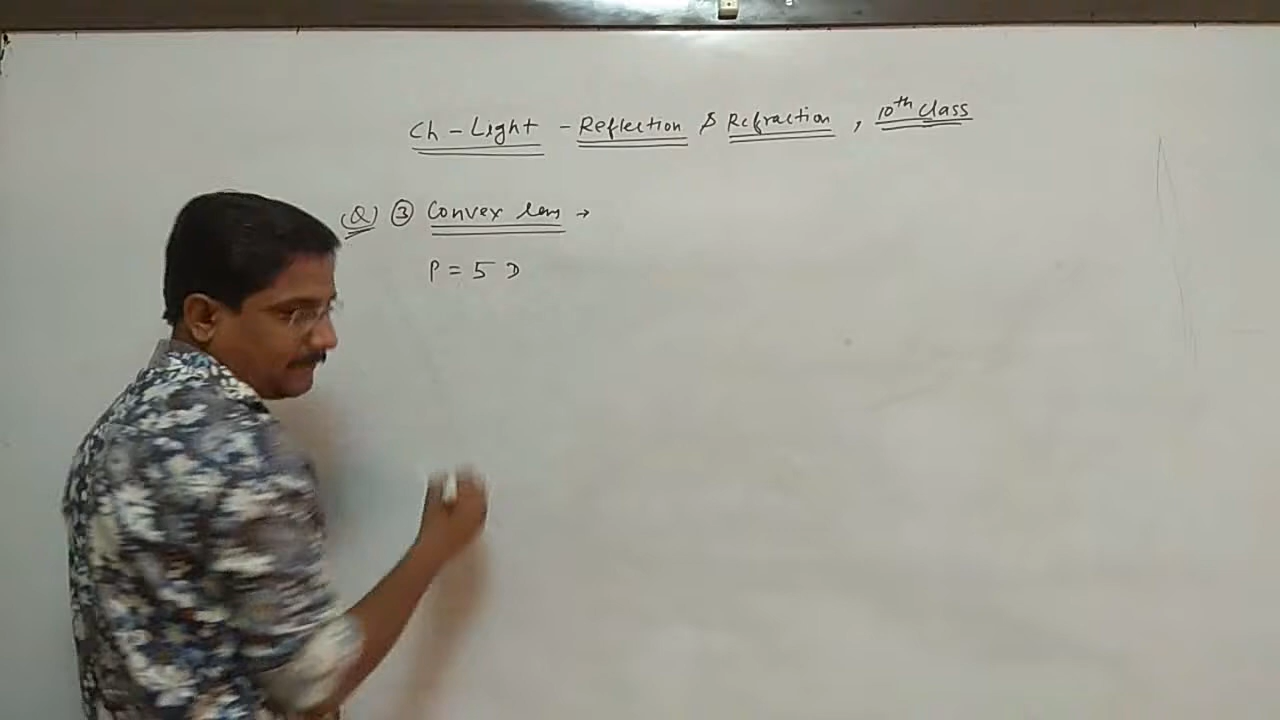 Ch - Light - Reflection & Refraction, 10th Class
(Q) ③ Convex lens →
P = 5 D